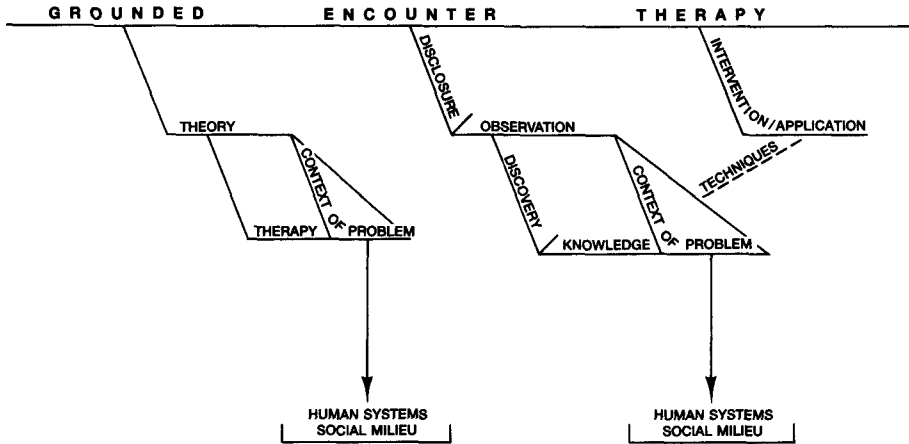 GROUNDED ENCOUNTER THERAPY
DISCLOSURE
INTERVENTION/APPLICATION
THEORY
OBSERVATION
TECHNIQUES
CONTEXT OF
DISCOVERY
CONTEXT OF
THERAPY PROBLEM
KNOWLEDGE PROBLEM
HUMAN SYSTEMS
SOCIAL MILIEU
HUMAN SYSTEMS
SOCIAL MILIEU